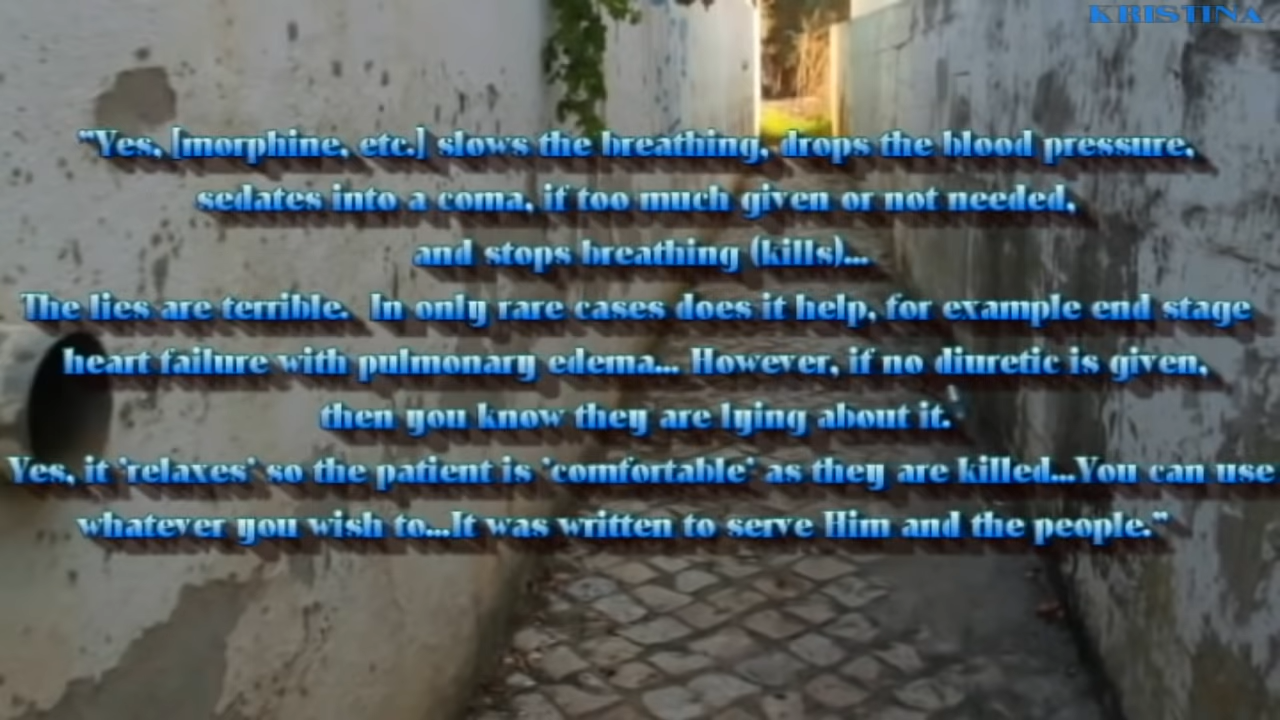 KRISTINA
"Yes, [morphine, etc.] slows the breathing, drops the blood pressure,
sedates into a coma, if too much given or not needed,
and stops breathing (kills)...
The lies are terrible.  In only rare cases does it help, for example end stage
heart failure with pulmonary edema... However, if no diuretic is given,
then you know they are lying about it.
Yes, it 'relaxes' so the patient is 'comfortable' as they are killed...You can use
whatever you wish to...It was written to serve Him and the people."